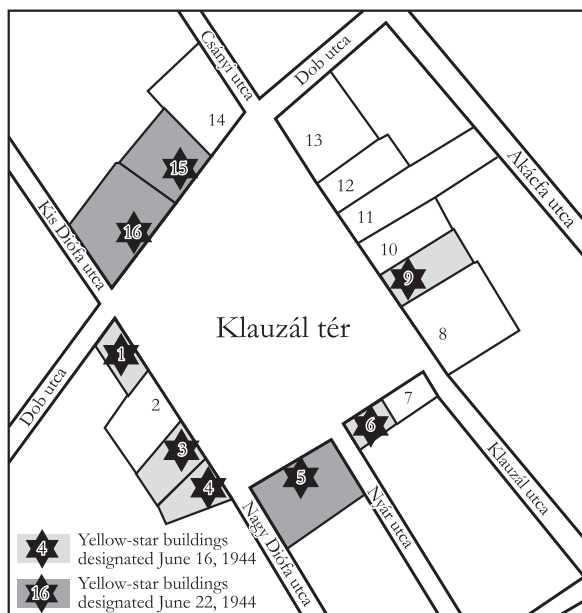 Csányi utca
Dob utca
14
13
15
Akácfa utca
12
11
16
Kis Diófa utca
10
9
Klauzál tér
8
1
Dob utca
2
7
6
3
5
4
Klauzál utca
Nyár utca
Nagy Diófa utca
4
Yellow-star buildings
designated June 16, 1944
16
Yellow-star buildings
designated June 22, 1944